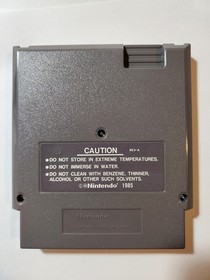 CAUTION REV-A
●DO NOT STORE IN EXTREME TEMPERATURES.
●DO NOT IMMERSE IN WATER.
●DO NOT CLEAN WITH BENZENE, THINNER,
ALCOHOL OR OTHER SUCH SOLVENTS.
©®Nintendo 1985